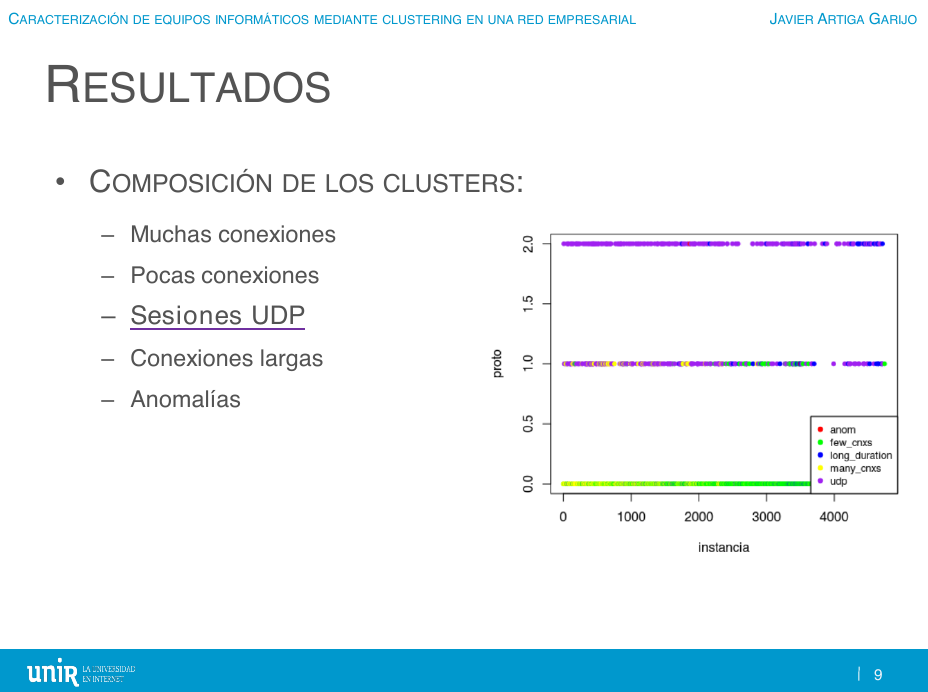 CARACTERIZACIÓN DE EQUIPOS INFORMÁTICOS MEDIANTE CLUSTERING EN UNA RED EMPRESARIAL
JAVIER ARTIGA GARIJO
RESULTADOS
• COMPOSICIÓN DE LOS CLUSTERS:
– Muchas conexiones
– Pocas conexiones
– Sesiones UDP
– Conexiones largas
– Anomalías
proto
2.0
1.5
1.0
0.5
0.0
anom
few_cnxs
long_duration
many_cnxs
udp
0 1000 2000 3000 4000
instancia
unir LA UNIVERSIDAD
EN INTERNET
| 9